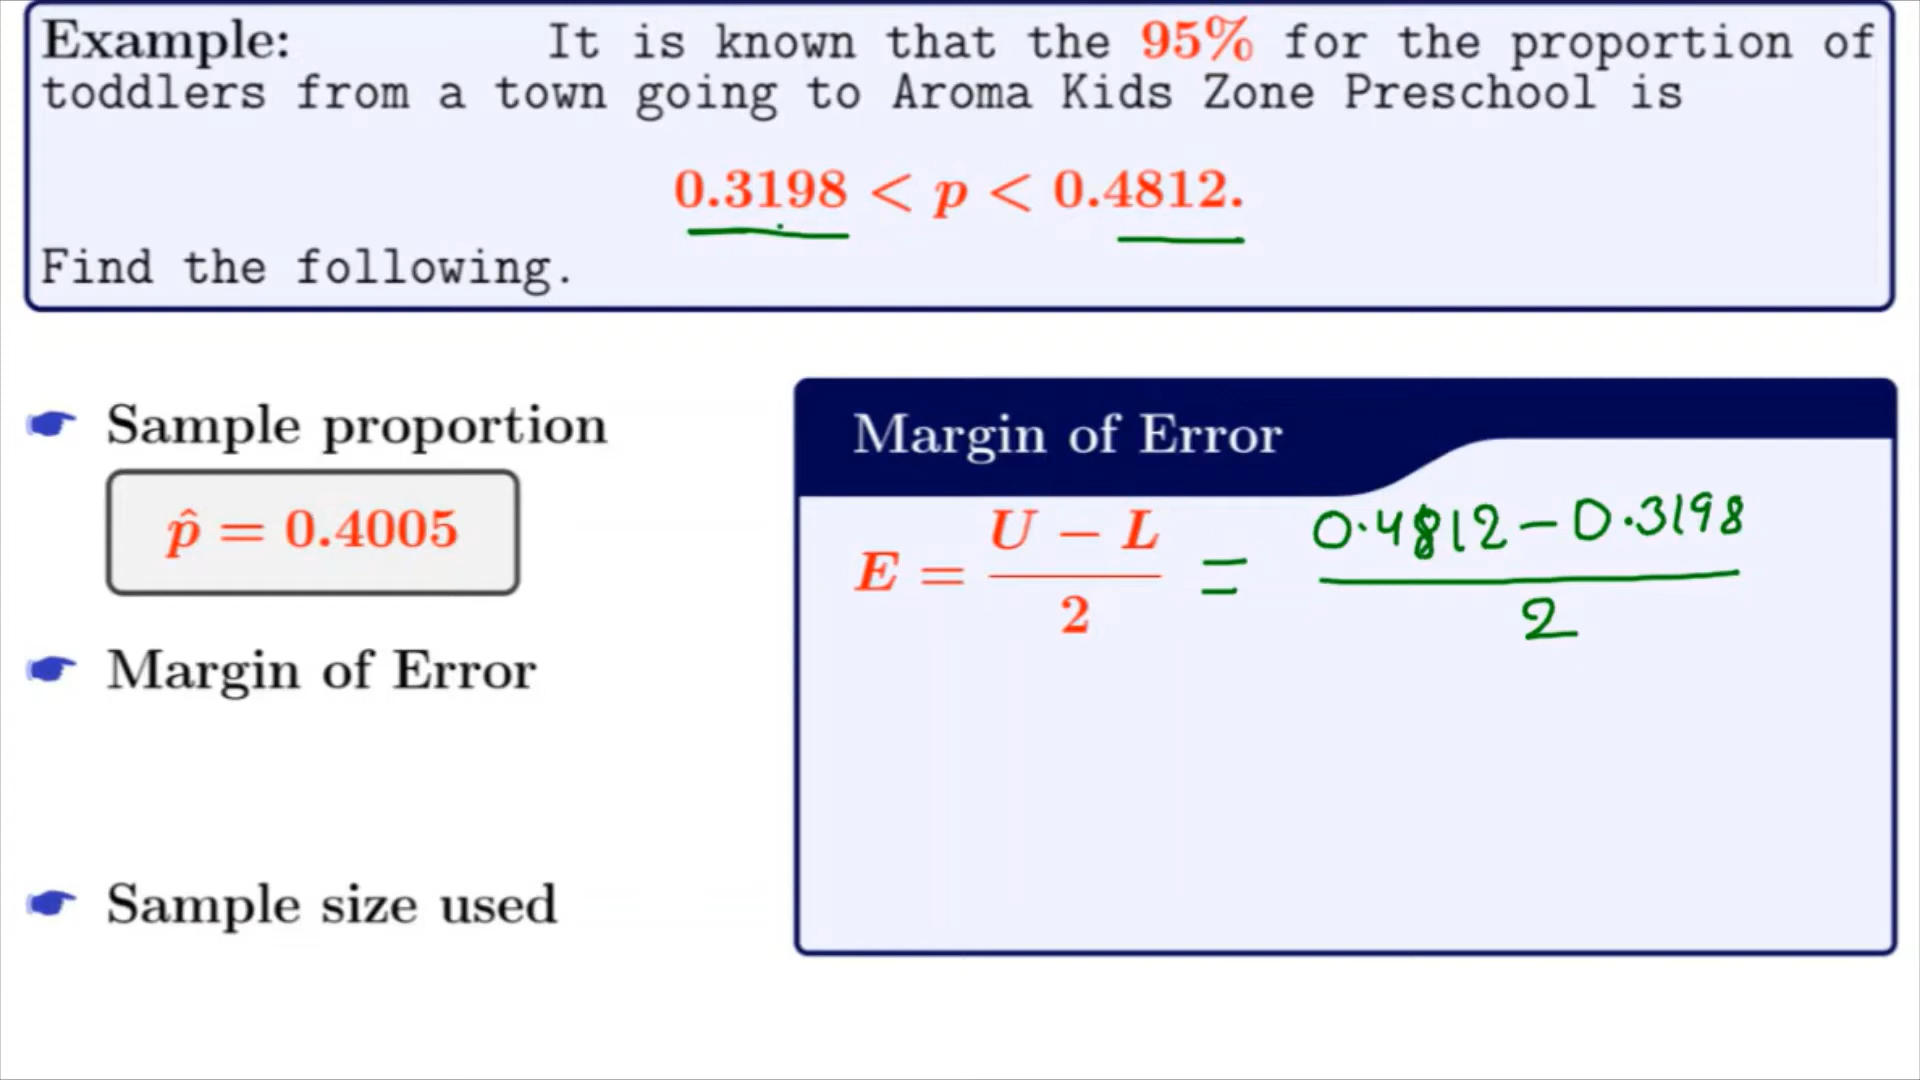 Example: It is known that the 95% for the proportion of
toddlers from a town going to Aroma Kids Zone Preschool is
0.3198 < p < 0.4812.
Find the following.
Sample proportion
p̂ = 0.4005
Margin of Error
Sample size used
Margin of Error
E = (U − L)/2 = (0.4812 − 0.3198)/2